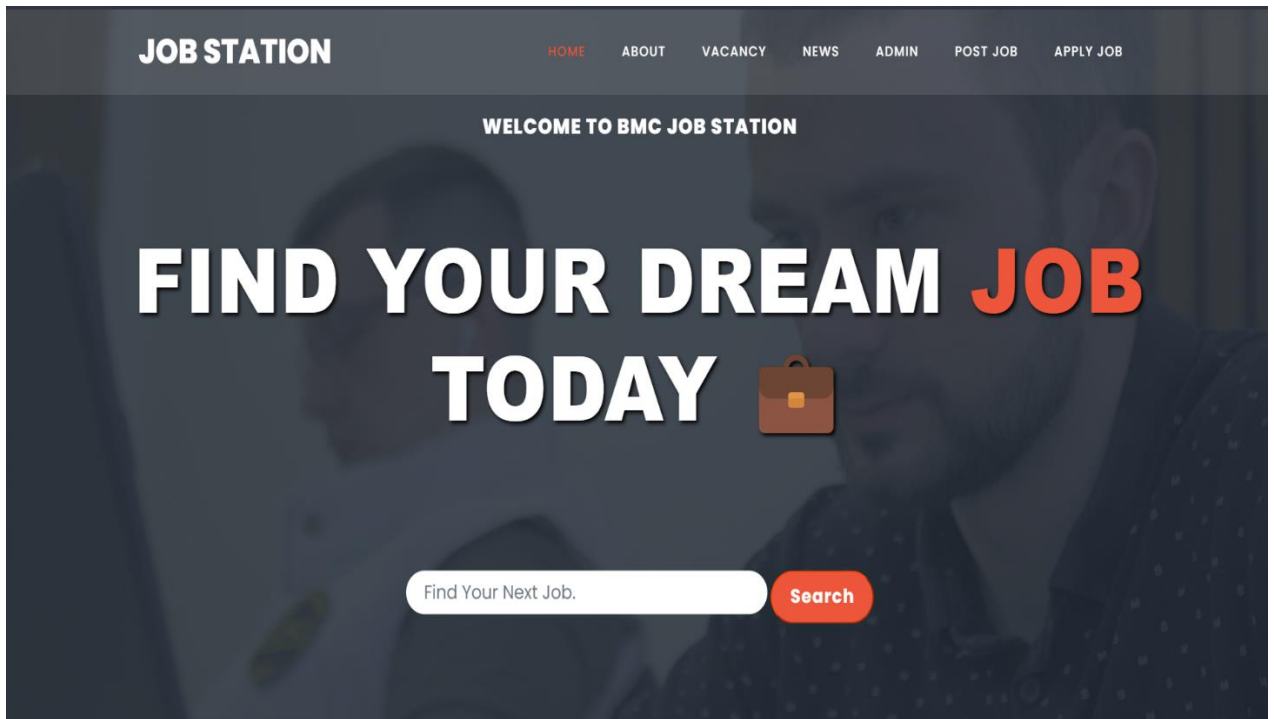 JOB STATION
HOME ABOUT VACANCY NEWS ADMIN POST JOB APPLY JOB
WELCOME TO BMC JOB STATION
FIND YOUR DREAM JOB
TODAY
Find Your Next Job.
Search